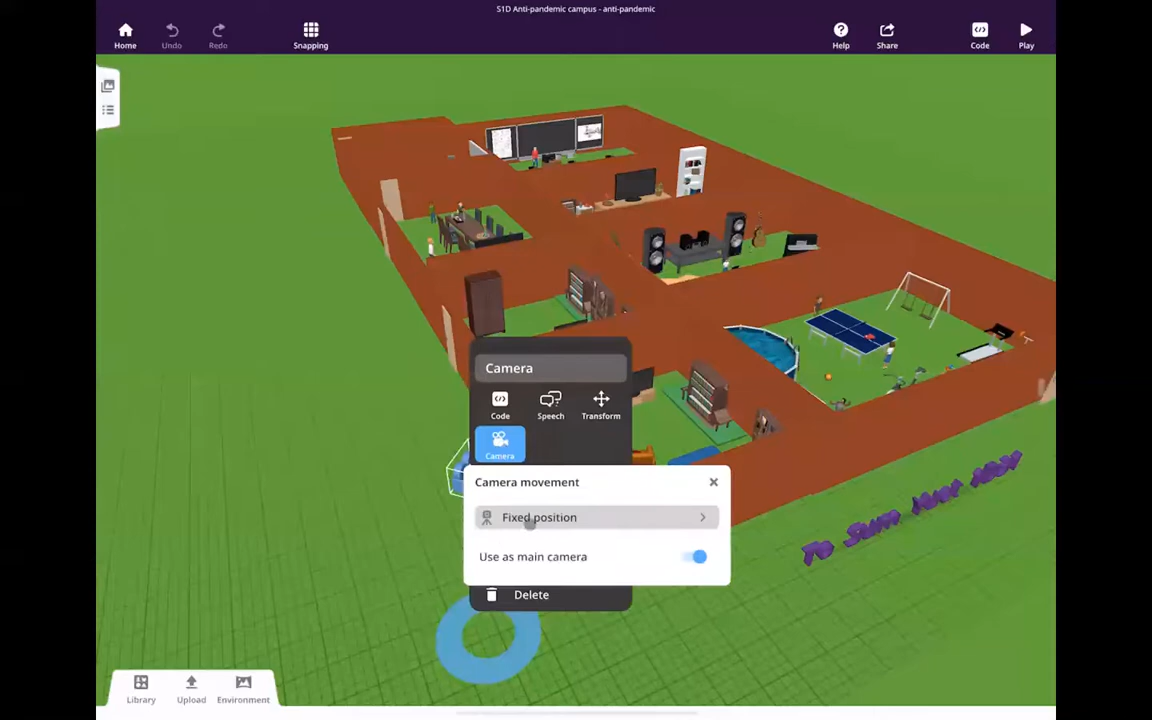 S1D Anti-pandemic campus - anti-pandemic
Home
Undo
Redo
Snapping
Help
Share
Code
Play
Camera
Code
Speech
Transform
Camera
Camera movement
Fixed position
Use as main camera
Delete
Library
Upload
Environment